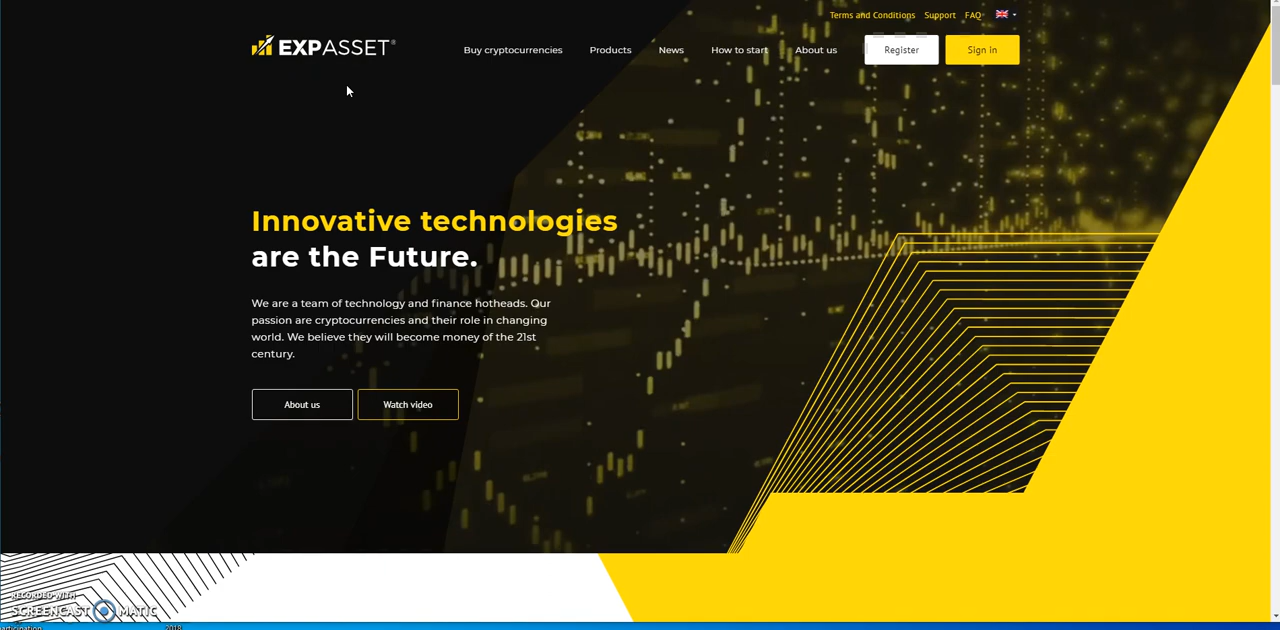 Terms and Conditions Support FAQ
EXPASSET®
Buy cryptocurrencies Products News How to start About us Register Sign in
Innovative technologies
are the Future.
We are a team of technology and finance hotheads. Our
passion are cryptocurrencies and their role in changing
world. We believe they will become money of the 21st
century.
About us Watch video
RECORDED WITH
SCREENCAST MATIC
2018